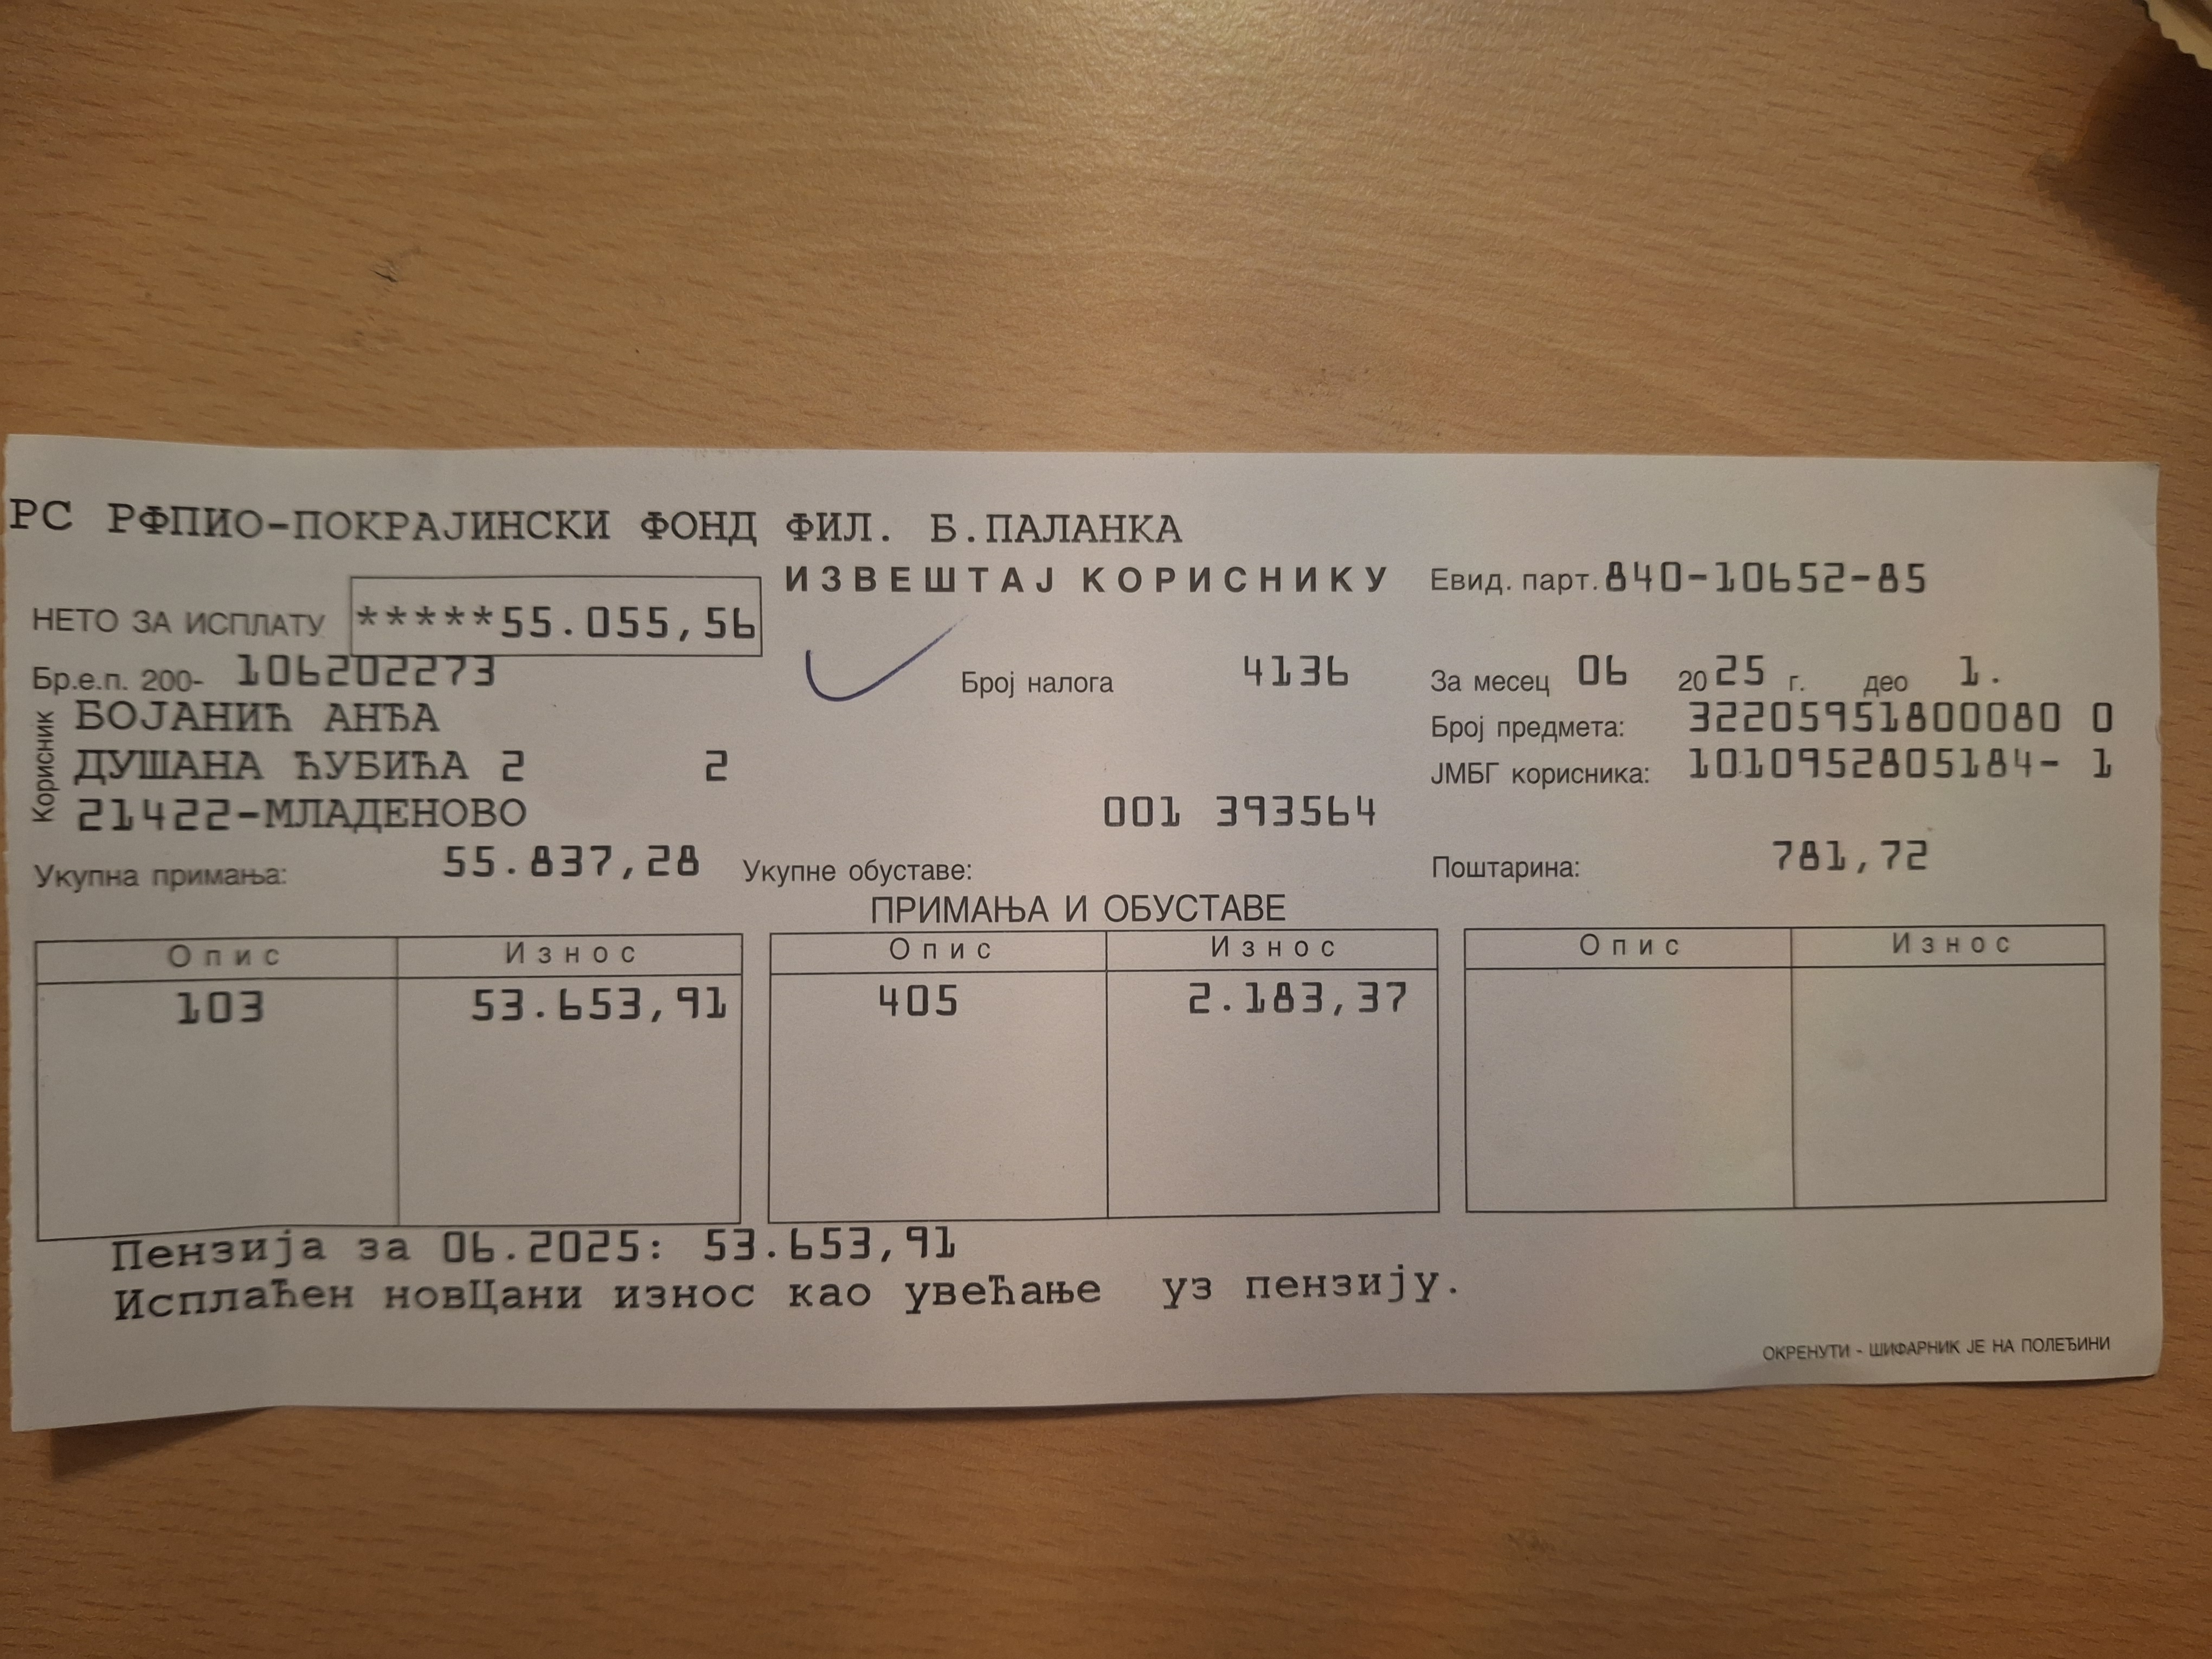 РС РФПИО-ПОКРАЈИНСКИ ФОНД ФИЛ. Б.ПАЛАНКА
ИЗВЕШТАЈ КОРИСНИКУ Евид. парт. 840-10652-85
НЕТО ЗА ИСПЛАТУ *****55.055,56
Бр.е.п. 200- 106202273 Број налога 4136 За месец 06 2025 г. део 1.
Корисник
БОЈАНИЋ АНЂА Број предмета: 32205951800080 0
ДУШАНА ЋУБИЋА 2 2 ЈМБГ корисника: 1010952805184- 1
21422-МЛАДЕНОВО 001 393564
Укупна примања: 55.837,28 Укупне обуставе: Поштарина: 781,72
ПРИМАЊА И ОБУСТАВЕ
Опис Износ Опис Износ Опис Износ
103 53.653,91 405 2.183,37
Пензија за 06.2025: 53.653,91
Исплаћен новЦани износ као увећање уз пензију.
ОКРЕНУТИ - ШИФАРНИК ЈЕ НА ПОЛЕЂИНИ